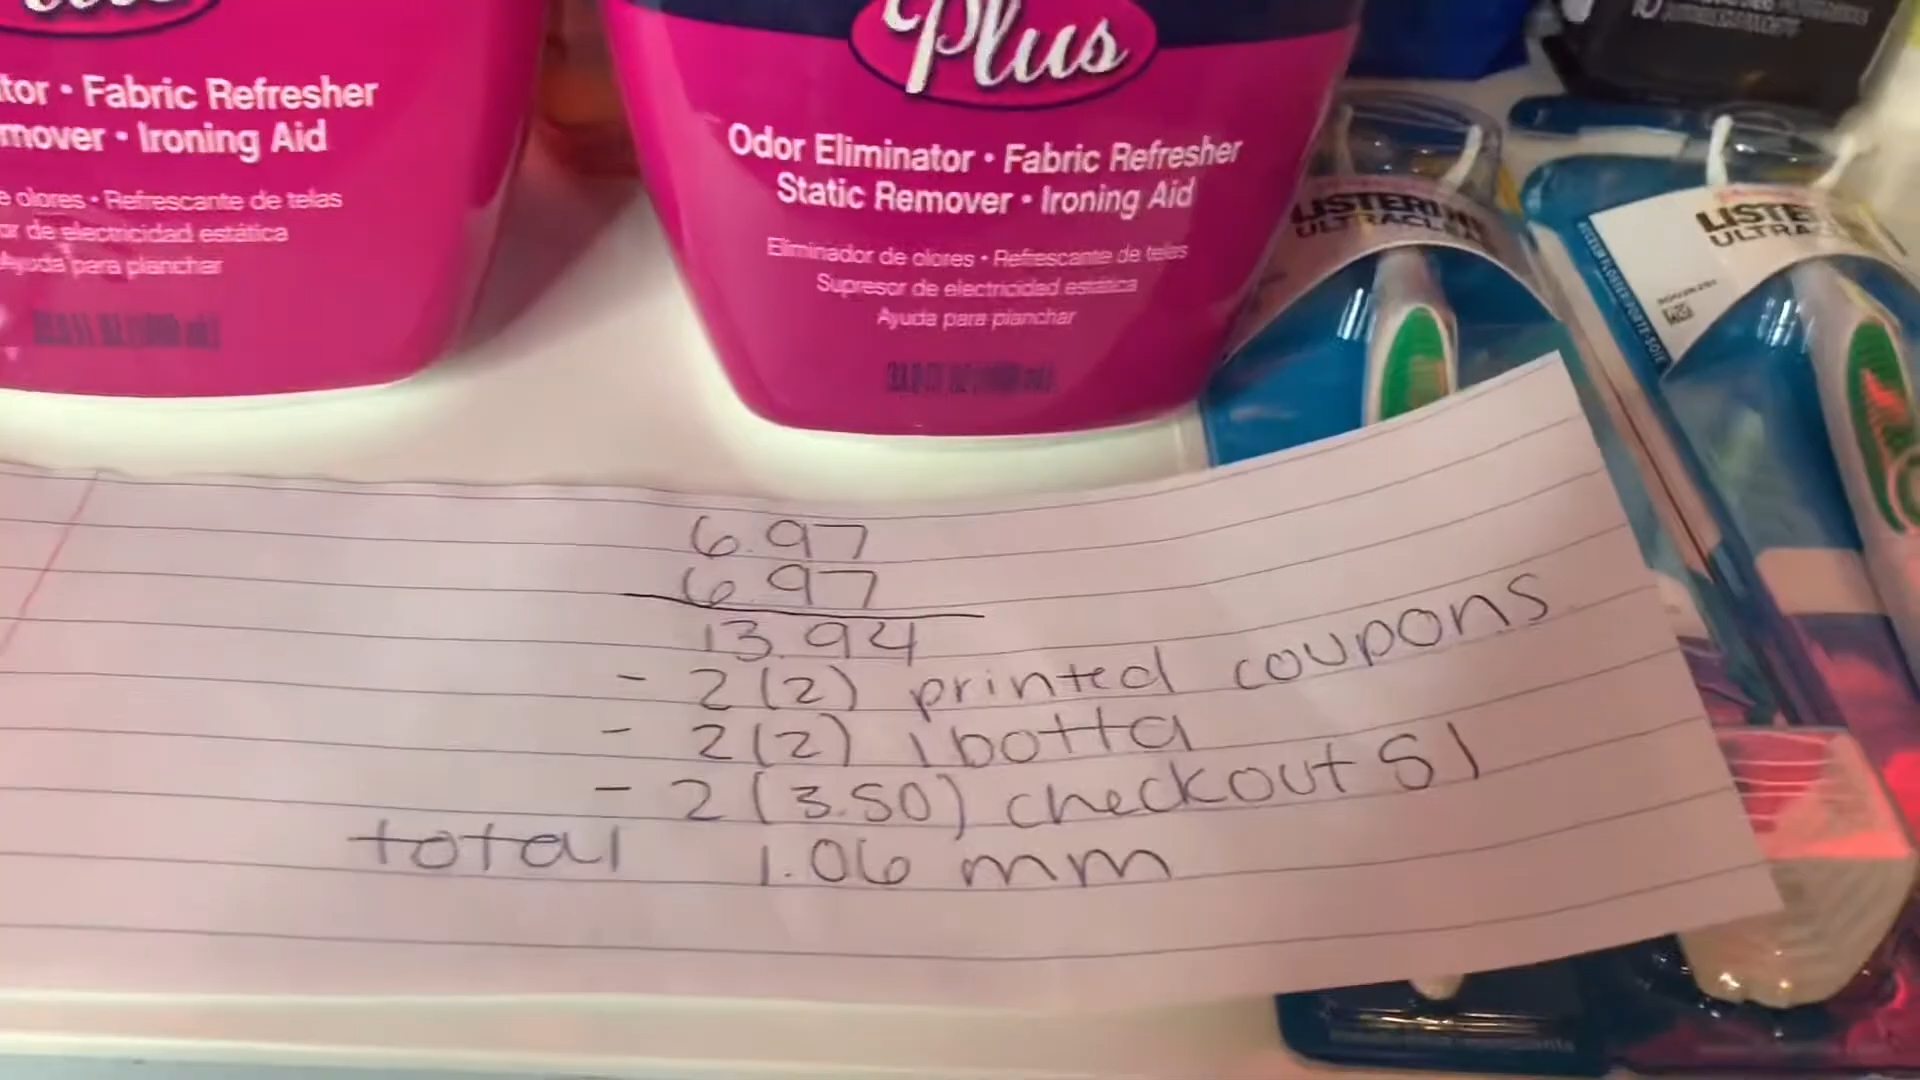 Plus
tor • Fabric Refresher
mover • Ironing Aid
e olores • Refrescante de telas
or de electricidad estática
Ayuda para planchar
Plus
Odor Eliminator • Fabric Refresher
Static Remover • Ironing Aid
Eliminador de olores • Refrescante de telas
Supresor de electricidad estática
Ayuda para planchar
LISTERINE
ULTRACLEAN
LISTE
ULTRAC
6.97
6.97
13.94
- 2(2) printed coupons
- 2(2) ibotta
- 2(3.50) checkout 51
total 1.06 mm